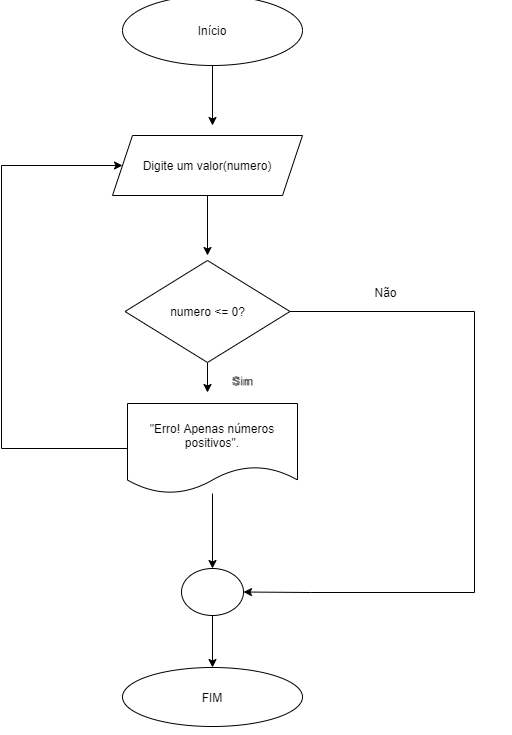 Início
Digite um valor(numero)
numero <= 0?
Não
Sim
"Erro! Apenas números
positivos".
FIM